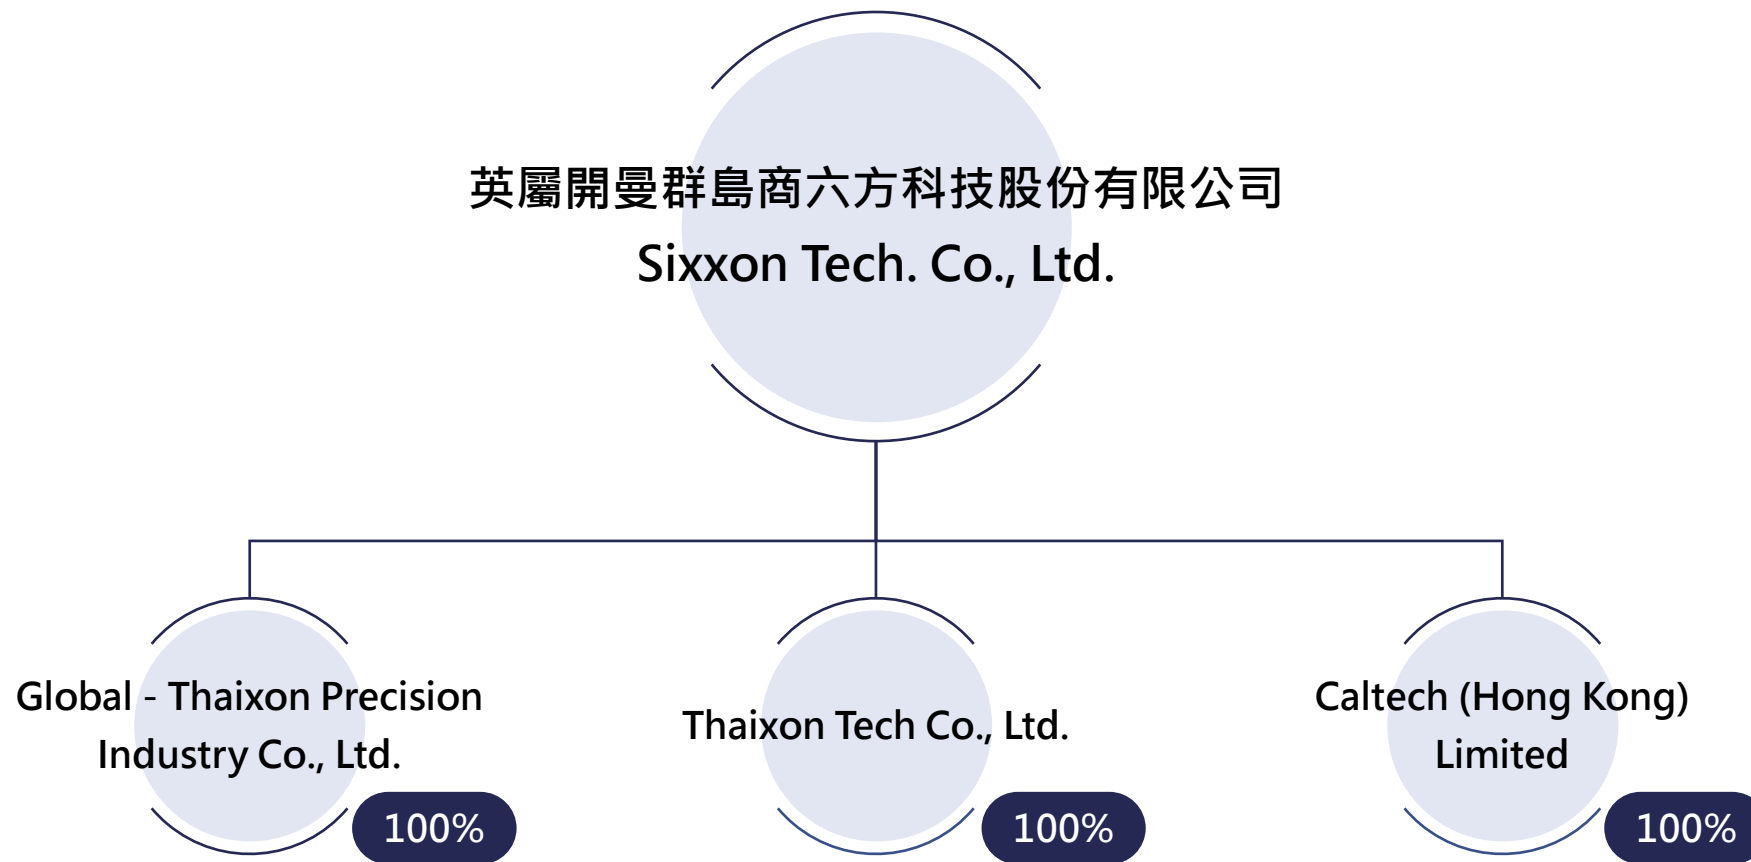 英屬開曼群島商六方科技股份有限公司
Sixxon Tech. Co., Ltd.
Global - Thaixon Precision
Industry Co., Ltd.
100%
Thaixon Tech Co., Ltd.
100%
Caltech (Hong Kong)
Limited
100%